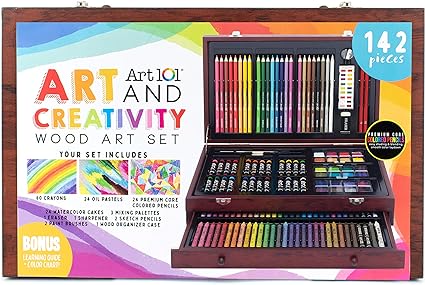 142
pieces
ART Art 101
AND
CREATIVITY
WOOD ART SET
YOUR SET INCLUDES
60 CRAYONS
24 OIL PASTELS
24 PREMIUM CORE
COLORED PENCILS
24 WATERCOLOR CAKES 3 MIXING PALETTES
1 ERASER 1 SHARPENER 2 SKETCH PENCILS
2 PAINT BRUSHES 1 WOOD ORGANIZER CASE
BONUS
LEARNING GUIDE
+ COLOR CHART
PREMIUM CORE
COLORED PENCILS